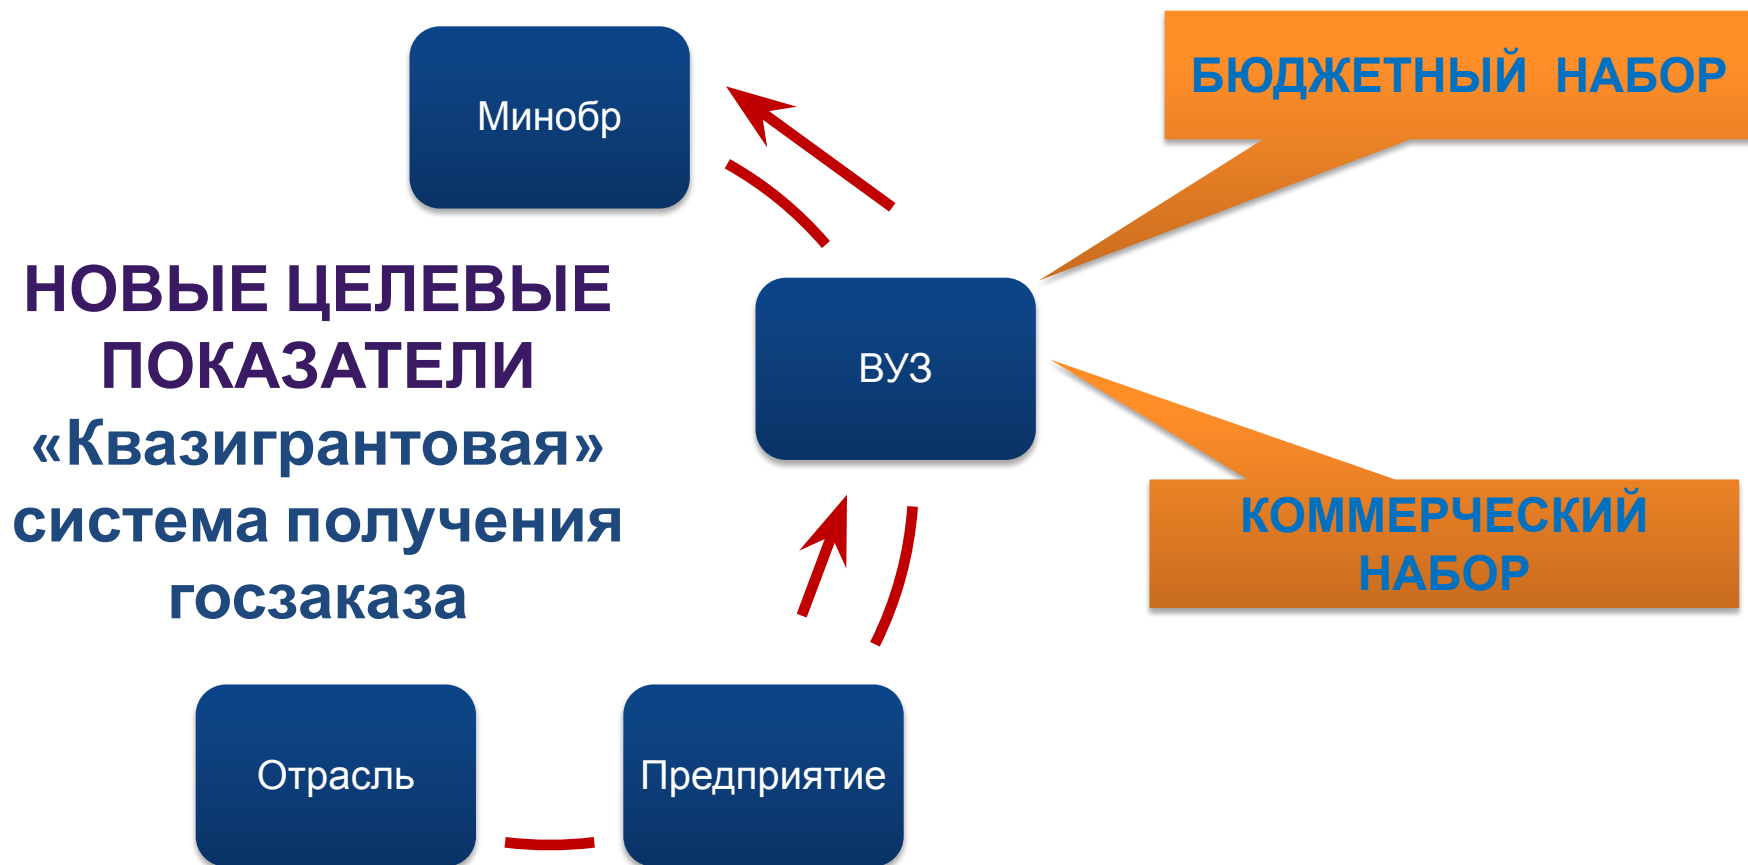 Минобр
БЮДЖЕТНЫЙ НАБОР
НОВЫЕ ЦЕЛЕВЫЕ
ПОКАЗАТЕЛИ
«Квазигрантовая»
система получения
госзаказа
ВУЗ
КОММЕРЧЕСКИЙ
НАБОР
Отрасль
Предприятие